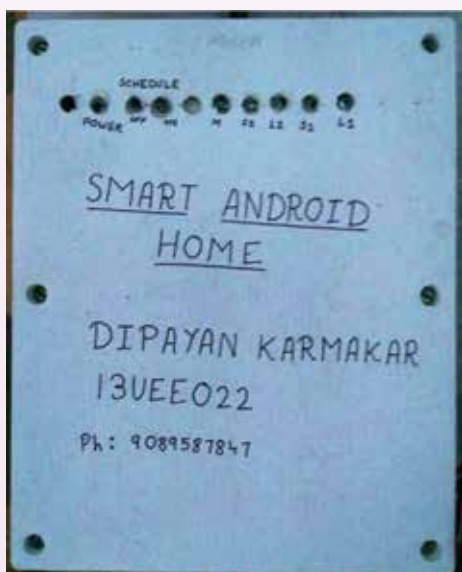 SCHEDULE
POWER OFF ON M S2 L2 S1 L1
SMART ANDROID
HOME
DIPAYAN KARMAKAR
13UEE022
Ph: 9089587847